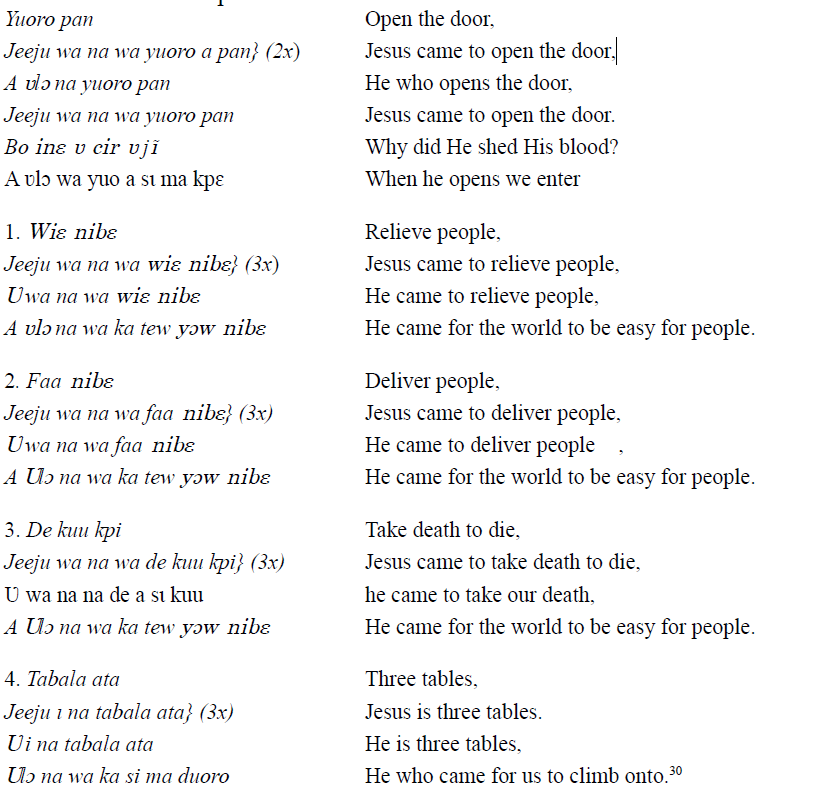 Yuoro pan Open the door,
Jeeju wa na wa yuoro a pan} (2x) Jesus came to open the door,
A ʋlɔ na yuoro pan He who opens the door,
Jeeju wa na wa yuoro pan Jesus came to open the door.
Bo inɛ ʋ cir ʋ jĩ Why did He shed His blood?
A ʋlɔ wa yuo a sɩ ma kpɛ When he opens we enter
1. Wiɛ nibɛ Relieve people,
Jeeju wa na wa wiɛ nibɛ} (3x) Jesus came to relieve people,
Ʋwa na wa wiɛ nibɛ He came to relieve people,
A ʋlɔ na wa ka tew yɔw nibɛ He came for the world to be easy for people.
2. Faa nibɛ Deliver people,
Jeeju wa na wa faa nibɛ} (3x) Jesus came to deliver people,
Ʋwa na wa faa nibɛ He came to deliver people ,
A Ʋlɔ na wa ka tew yɔw nibɛ He came for the world to be easy for people.
3. De kuu kpi Take death to die,
Jeeju wa na wa de kuu kpi} (3x) Jesus came to take death to die,
Ʋ wa na na de a sɩ kuu he came to take our death,
A Ʋlɔ na wa ka tew yɔw nibɛ He came for the world to be easy for people.
4. Tabala ata Three tables,
Jeeju ɩ na tabala ata} (3x) Jesus is three tables.
Ʋi na tabala ata He is three tables,
Ʋlɔ na wa ka si ma duoro He who came for us to climb onto.³⁰